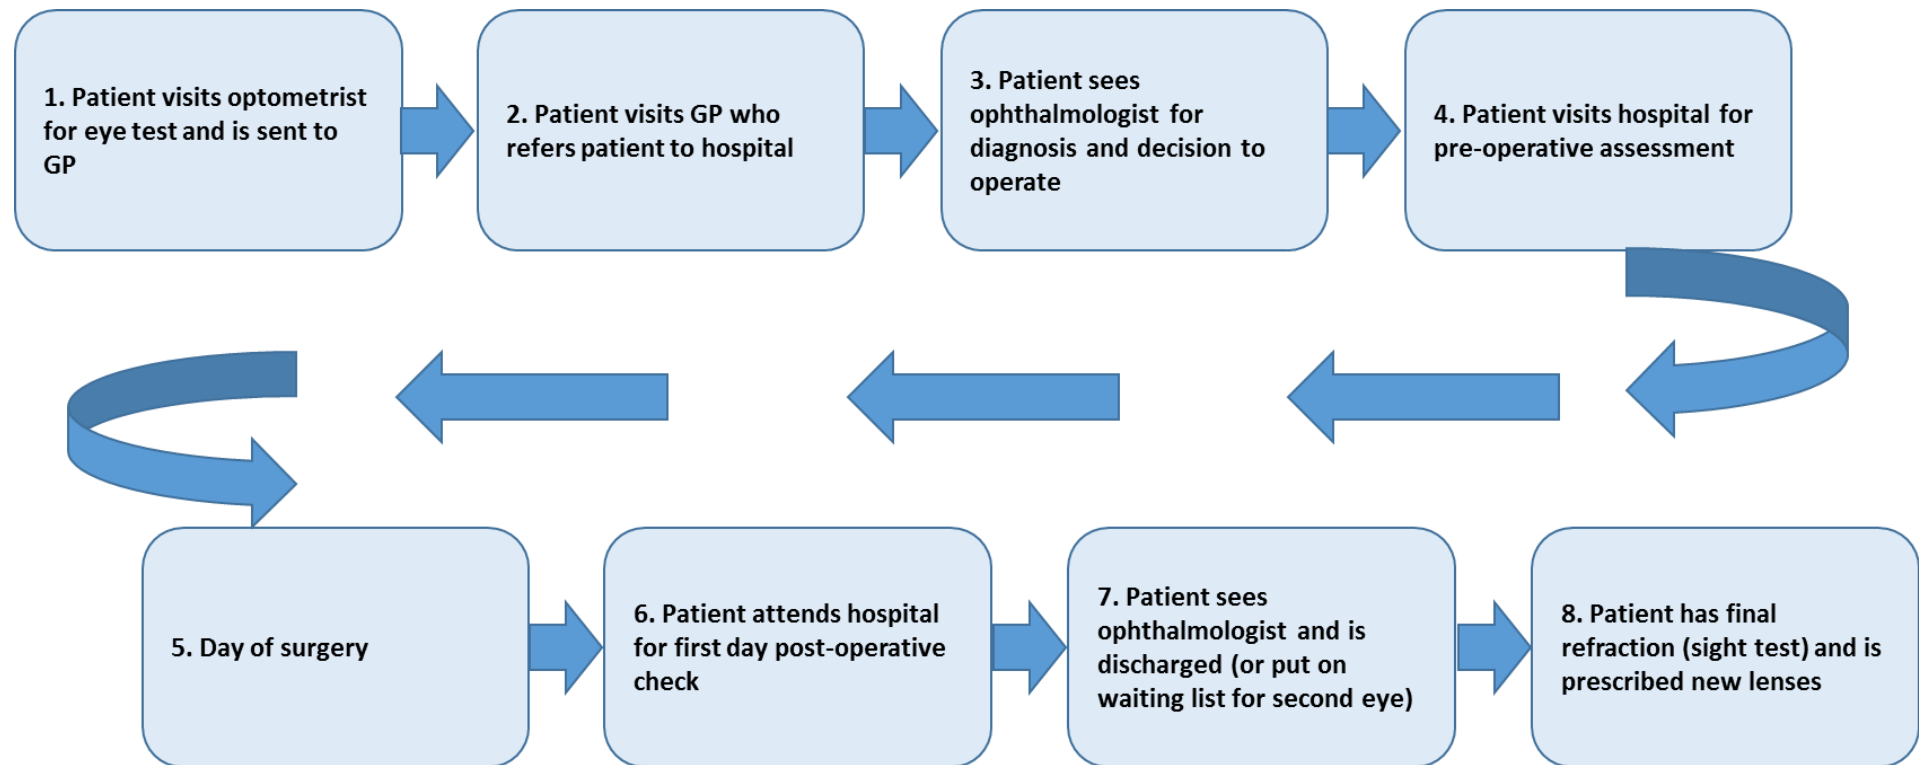 1. Patient visits optometrist
for eye test and is sent to
GP
2. Patient visits GP who
refers patient to hospital
3. Patient sees
ophthalmologist for
diagnosis and decision to
operate
4. Patient visits hospital for
pre-operative assessment
5. Day of surgery
6. Patient attends hospital
for first day post-operative
check
7. Patient sees
ophthalmologist and is
discharged (or put on
waiting list for second eye)
8. Patient has final
refraction (sight test) and is
prescribed new lenses